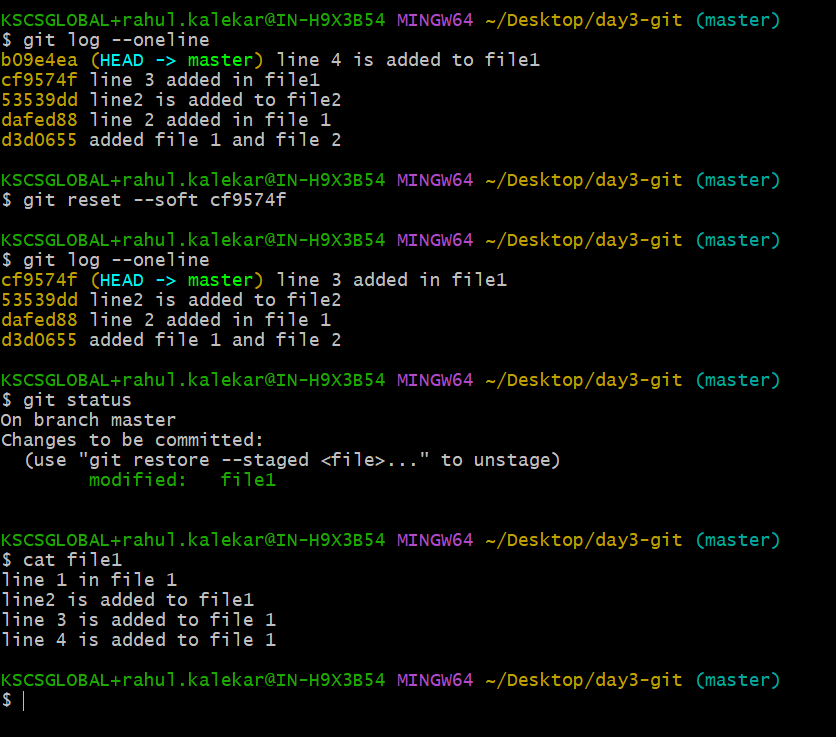 KSCSGLOBAL+rahul.kalekar@IN-H9X3B54 MINGW64 ~/Desktop/day3-git (master)
$ git log --oneline
b09e4ea (HEAD -> master) line 4 is added to file1
cf9574f line 3 added in file1
53539dd line2 is added to file2
dafed88 line 2 added in file 1
d3d0655 added file 1 and file 2
KSCSGLOBAL+rahul.kalekar@IN-H9X3B54 MINGW64 ~/Desktop/day3-git (master)
$ git reset --soft cf9574f
KSCSGLOBAL+rahul.kalekar@IN-H9X3B54 MINGW64 ~/Desktop/day3-git (master)
$ git log --oneline
cf9574f (HEAD -> master) line 3 added in file1
53539dd line2 is added to file2
dafed88 line 2 added in file 1
d3d0655 added file 1 and file 2
KSCSGLOBAL+rahul.kalekar@IN-H9X3B54 MINGW64 ~/Desktop/day3-git (master)
$ git status
On branch master
Changes to be committed:
  (use "git restore --staged <file>..." to unstage)
        modified:   file1
KSCSGLOBAL+rahul.kalekar@IN-H9X3B54 MINGW64 ~/Desktop/day3-git (master)
$ cat file1
line 1 in file 1
line2 is added to file1
line 3 is added to file 1
line 4 is added to file 1
KSCSGLOBAL+rahul.kalekar@IN-H9X3B54 MINGW64 ~/Desktop/day3-git (master)
$